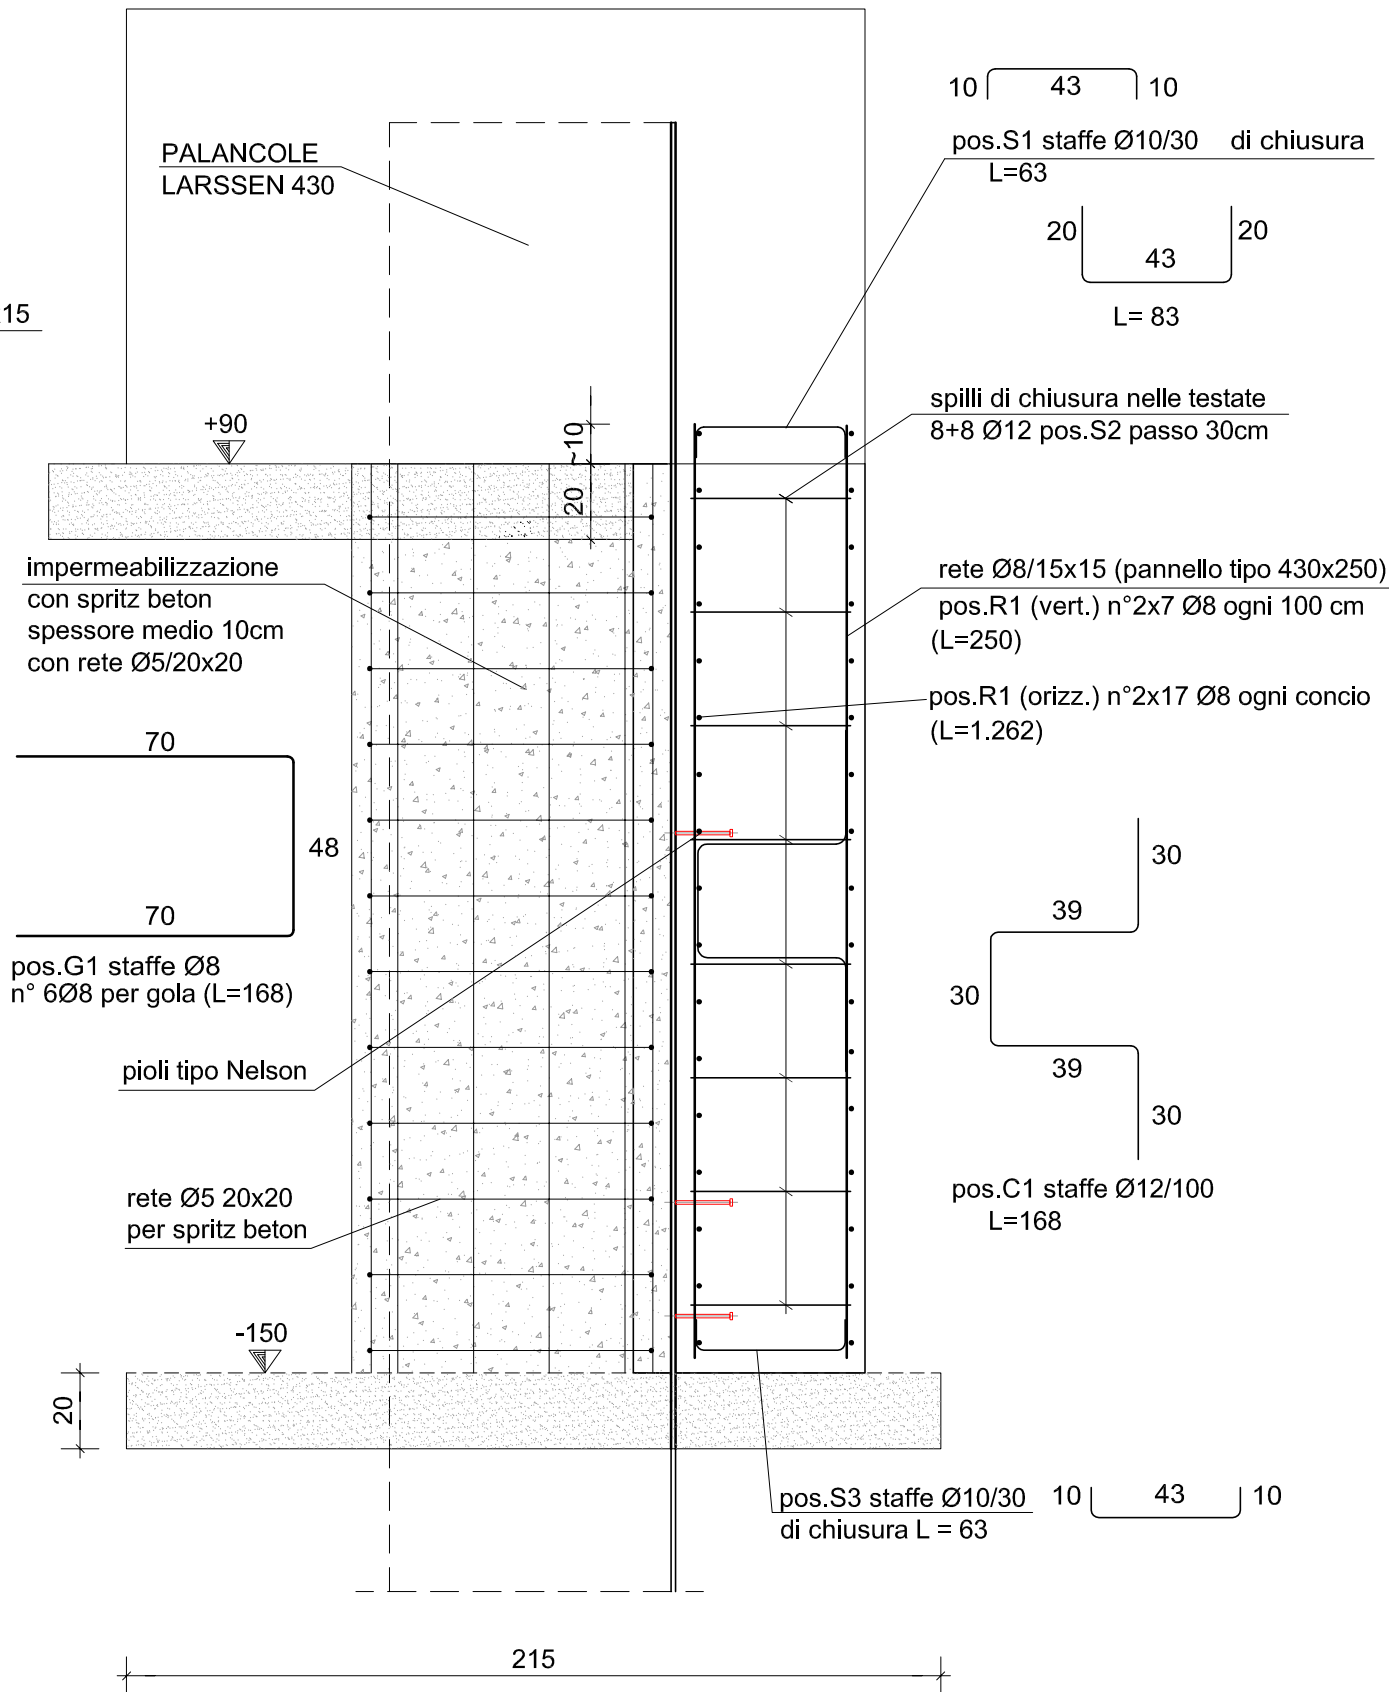 10 43 10
pos.S1 staffe Ø10/30 di chiusura
L=63
20 20
43
L= 83
PALANCOLE
LARSSEN 430
15
+90
~10
20
spilli di chiusura nelle testate
8+8 Ø12 pos.S2 passo 30cm
impermeabilizzazione
con spritz beton
spessore medio 10cm
con rete Ø5/20x20
rete Ø8/15x15 (pannello tipo 430x250)
pos.R1 (vert.) n°2x7 Ø8 ogni 100 cm
(L=250)
pos.R1 (orizz.) n°2x17 Ø8 ogni concio
(L=1.262)
70
48
70
pos.G1 staffe Ø8
n° 6Ø8 per gola (L=168)
30
39
30
39
30
pos.C1 staffe Ø12/100
L=168
pioli tipo Nelson
rete Ø5 20x20
per spritz beton
-150
20
pos.S3 staffe Ø10/30
di chiusura L = 63
10 43 10
215